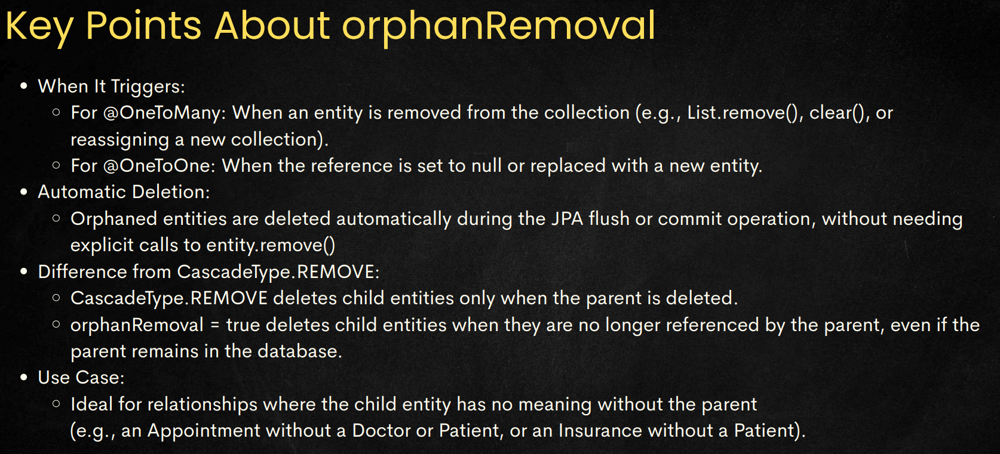 Key Points About orphanRemoval
• When It Triggers:
○ For @OneToMany: When an entity is removed from the collection (e.g., List.remove(), clear(), or
reassigning a new collection).
○ For @OneToOne: When the reference is set to null or replaced with a new entity.
• Automatic Deletion:
○ Orphaned entities are deleted automatically during the JPA flush or commit operation, without needing
explicit calls to entity.remove()
• Difference from CascadeType.REMOVE:
○ CascadeType.REMOVE deletes child entities only when the parent is deleted.
○ orphanRemoval = true deletes child entities when they are no longer referenced by the parent, even if the
parent remains in the database.
• Use Case:
○ Ideal for relationships where the child entity has no meaning without the parent
(e.g., an Appointment without a Doctor or Patient, or an Insurance without a Patient).